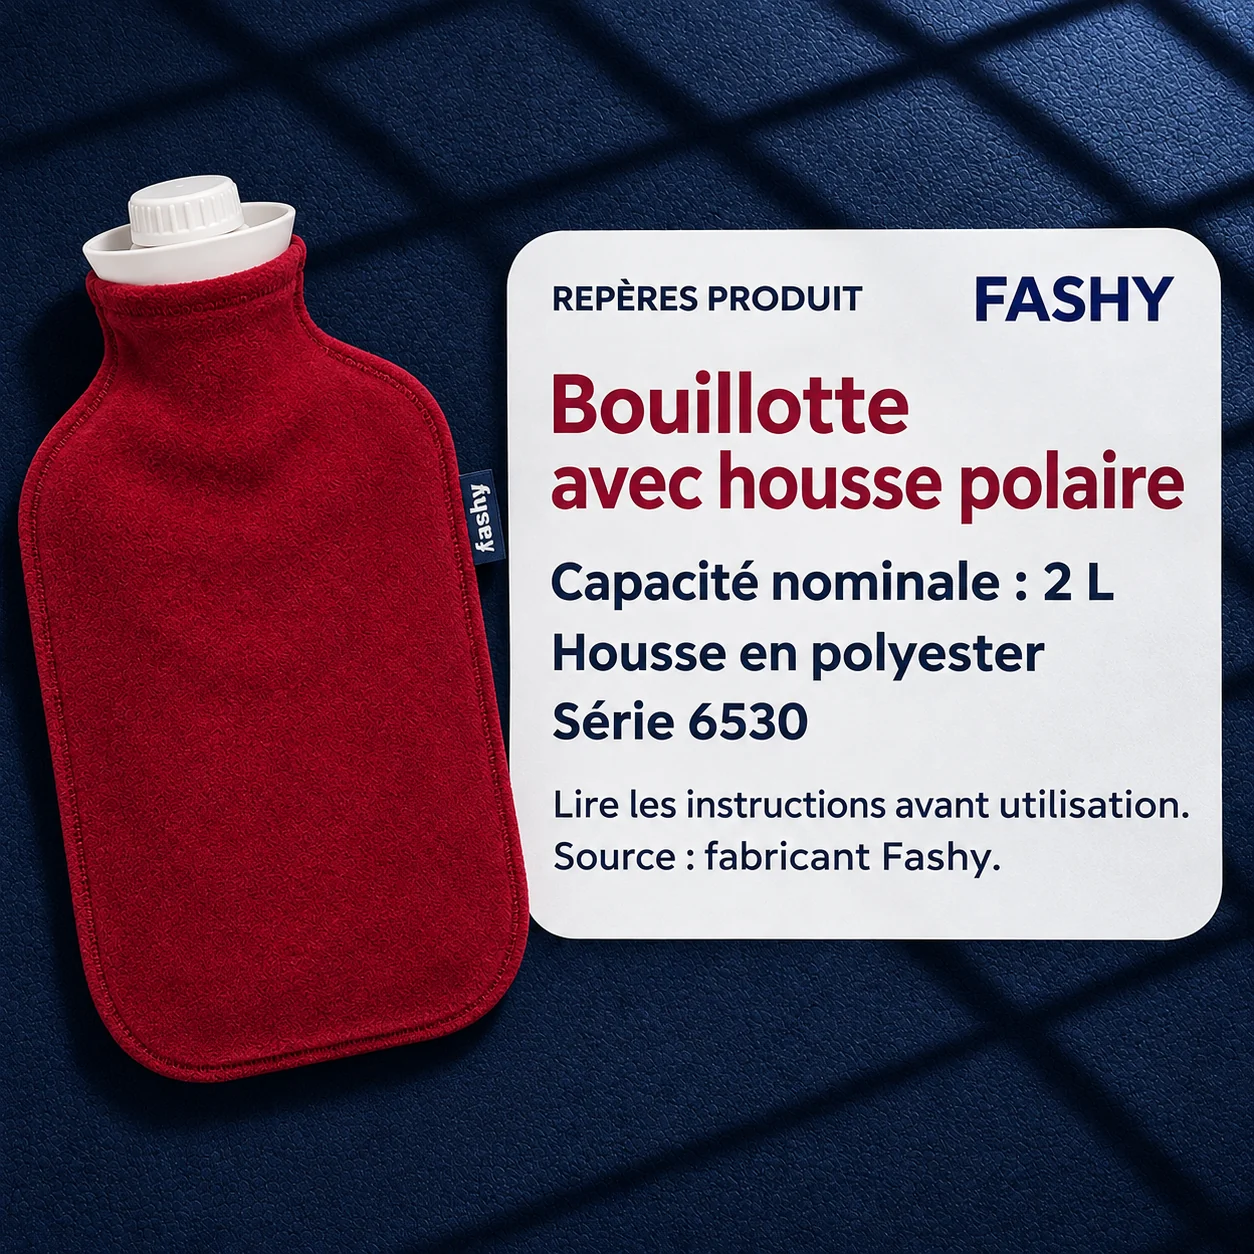 REPÈRES PRODUIT
FASHY
Bouillotte
avec housse polaire
Capacité nominale : 2 L
Housse en polyester
Série 6530
Lire les instructions avant utilisation.
Source : fabricant Fashy.
fashy